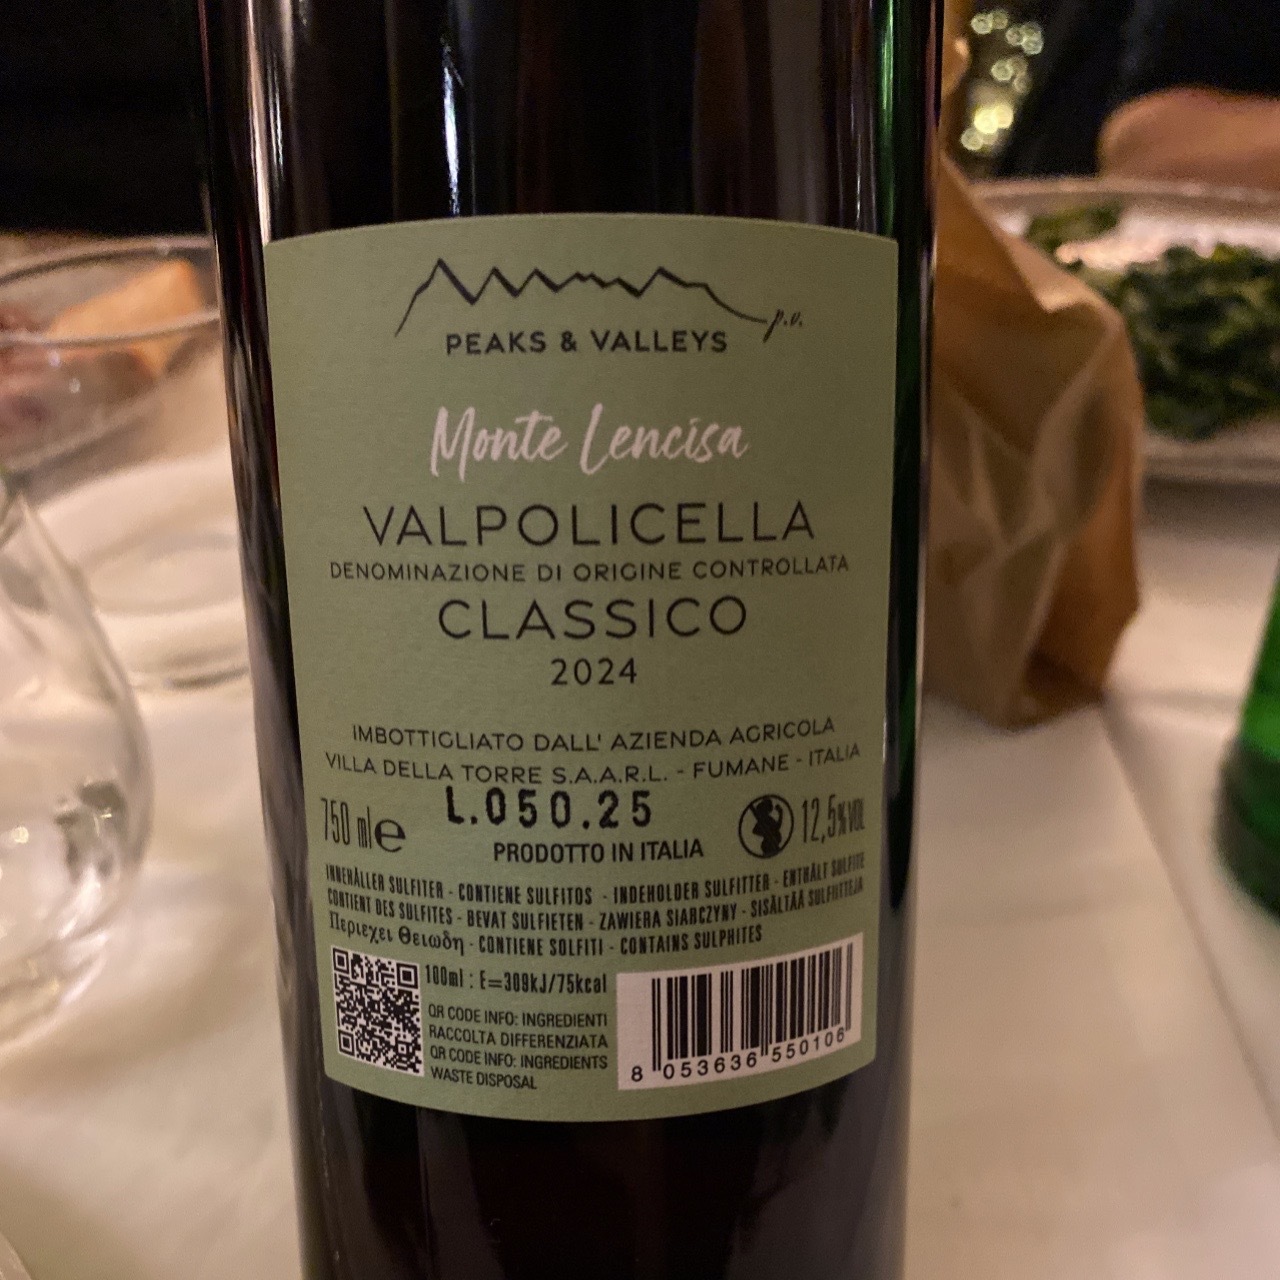 p.v.
PEAKS & VALLEYS
Monte Lencisa
VALPOLICELLA
DENOMINAZIONE DI ORIGINE CONTROLLATA
CLASSICO
2024
IMBOTTIGLIATO DALL' AZIENDA AGRICOLA
VILLA DELLA TORRE S.A.A.R.L. - FUMANE - ITALIA
L.050.25
750 ml e
PRODOTTO IN ITALIA
12,5% VOL
INNEHÅLLER SULFITER - CONTIENE SULFITOS - INDEHOLDER SULFITTER - ENTHÄLT SULFITE
CONTIENT DES SULFITES - BEVAT SULFIETEN - ZAWIERA SIARCZYNY - SISÄLTÄÄ SULFIITTEJA
Περιεχει Θειωδη - CONTIENE SOLFITI - CONTAINS SULPHITES
100ml : E=309kJ/75kcal
QR CODE INFO: INGREDIENTI
RACCOLTA DIFFERENZIATA
QR CODE INFO: INGREDIENTS
WASTE DISPOSAL
8 053636 550106